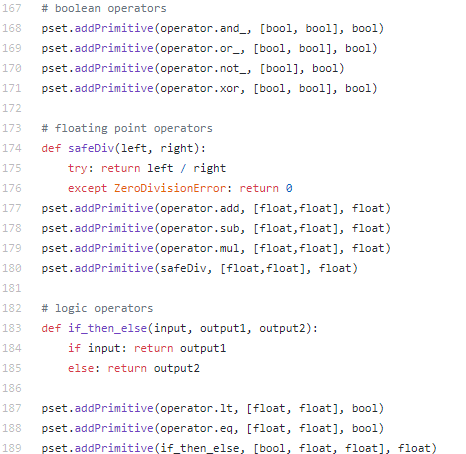 167 # boolean operators
168 pset.addPrimitive(operator.and_, [bool, bool], bool)
169 pset.addPrimitive(operator.or_, [bool, bool], bool)
170 pset.addPrimitive(operator.not_, [bool], bool)
171 pset.addPrimitive(operator.xor, [bool, bool], bool)
172
173 # floating point operators
174 def safeDiv(left, right):
175     try: return left / right
176     except ZeroDivisionError: return 0
177 pset.addPrimitive(operator.add, [float,float], float)
178 pset.addPrimitive(operator.sub, [float,float], float)
179 pset.addPrimitive(operator.mul, [float,float], float)
180 pset.addPrimitive(safeDiv, [float,float], float)
181
182 # logic operators
183 def if_then_else(input, output1, output2):
184     if input: return output1
185     else: return output2
186
187 pset.addPrimitive(operator.lt, [float, float], bool)
188 pset.addPrimitive(operator.eq, [float, float], bool)
189 pset.addPrimitive(if_then_else, [bool, float, float], float)